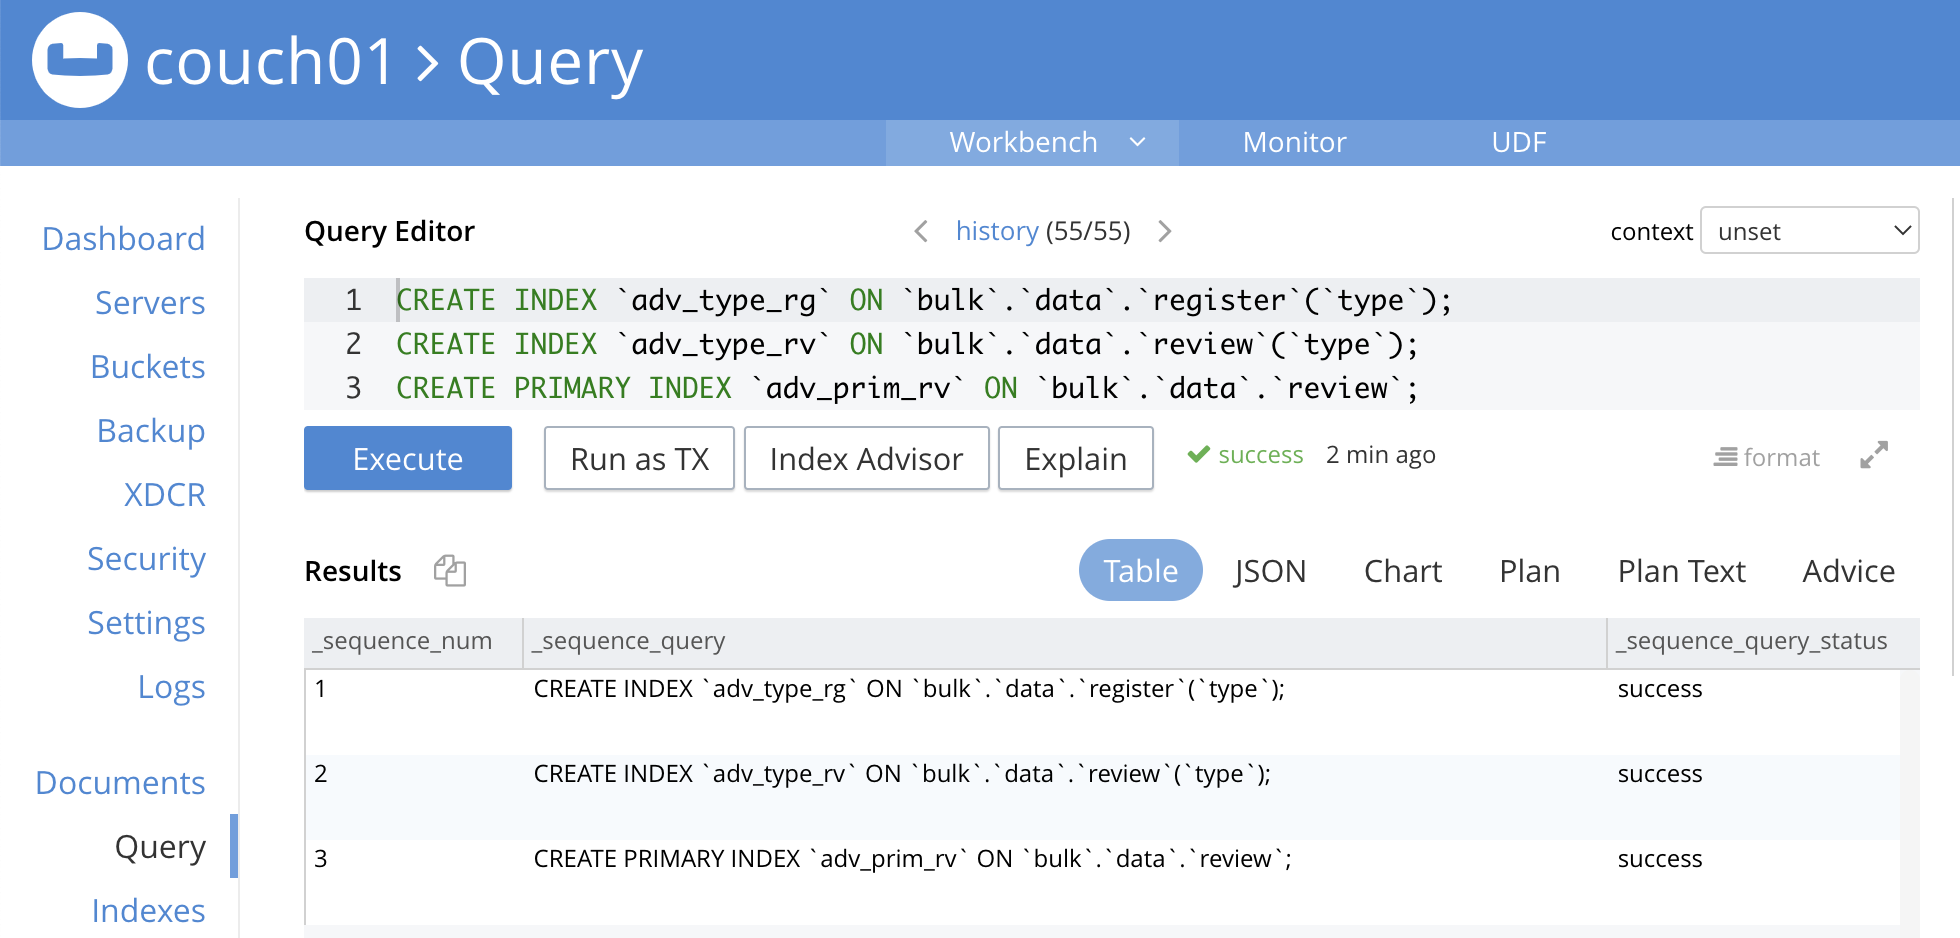 couch01 > Query
Workbench Monitor UDF
Dashboard
Servers
Buckets
Backup
XDCR
Security
Settings
Logs
Documents
Query
Indexes
Query Editor history (55/55) context unset
1 CREATE INDEX `adv_type_rg` ON `bulk`.`data`.`register`(`type`);
2 CREATE INDEX `adv_type_rv` ON `bulk`.`data`.`review`(`type`);
3 CREATE PRIMARY INDEX `adv_prim_rv` ON `bulk`.`data`.`review`;
Execute Run as TX Index Advisor Explain success 2 min ago format
Results Table JSON Chart Plan Plan Text Advice
_sequence_num _sequence_query _sequence_query_status
1 CREATE INDEX `adv_type_rg` ON `bulk`.`data`.`register`(`type`); success
2 CREATE INDEX `adv_type_rv` ON `bulk`.`data`.`review`(`type`); success
3 CREATE PRIMARY INDEX `adv_prim_rv` ON `bulk`.`data`.`review`; success